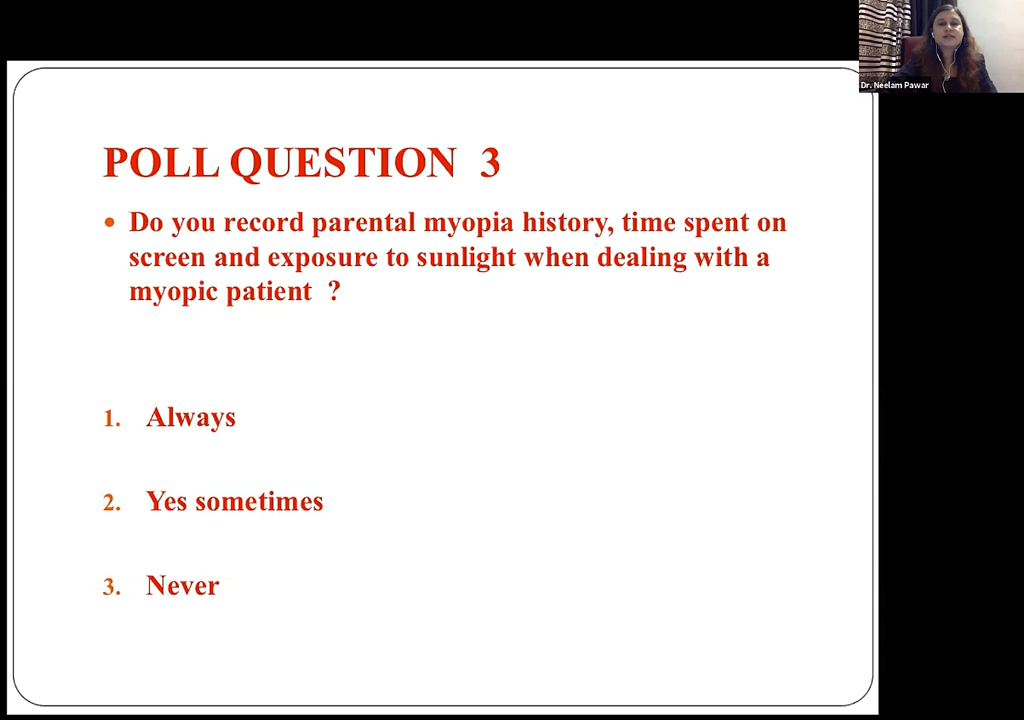 Dr. Neelam Pawar
POLL QUESTION 3
• Do you record parental myopia history, time spent on
screen and exposure to sunlight when dealing with a
myopic patient ?
1. Always
2. Yes sometimes
3. Never